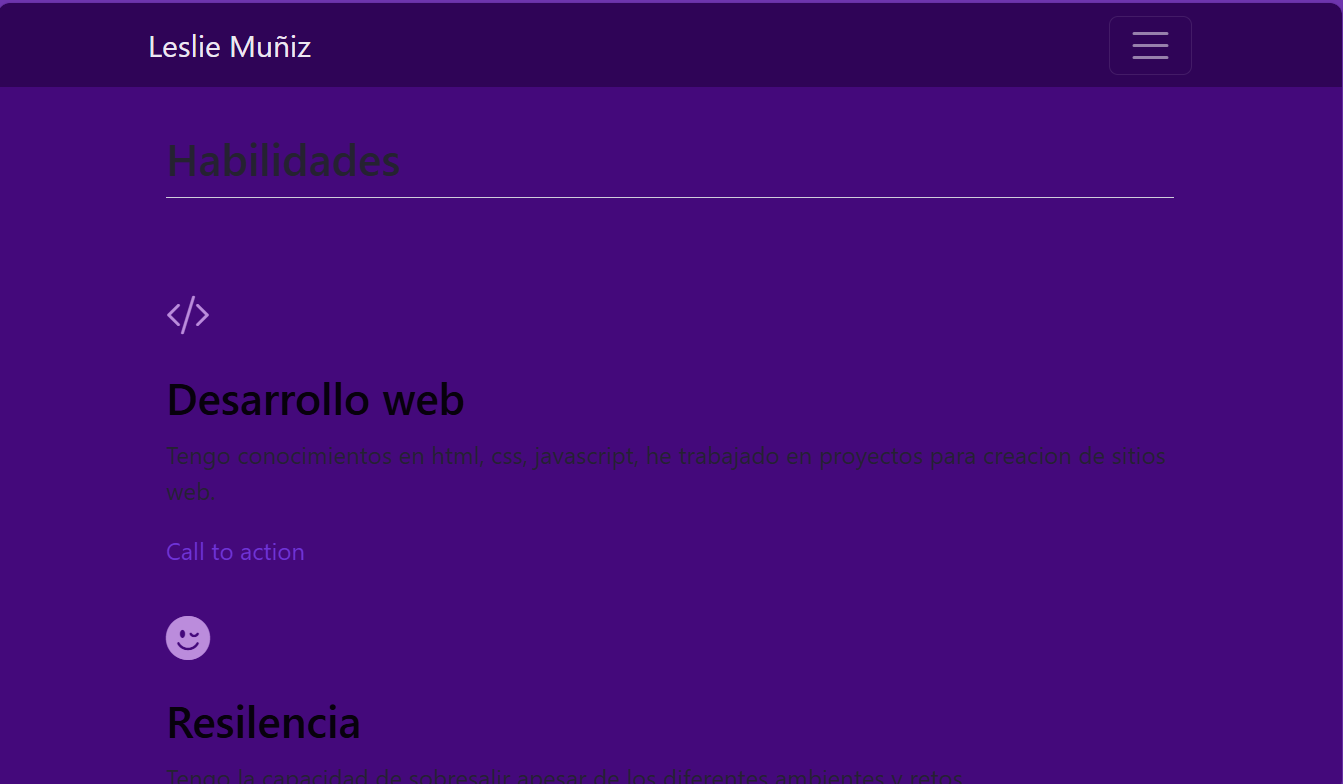 Leslie Muñiz
Habilidades
Desarrollo web
Tengo conocimientos en html, css, javascript, he trabajado en proyectos para creacion de sitios
web.
Call to action
Resilencia
Tengo la capacidad de sobresalir apesar de los diferentes ambientes y retos